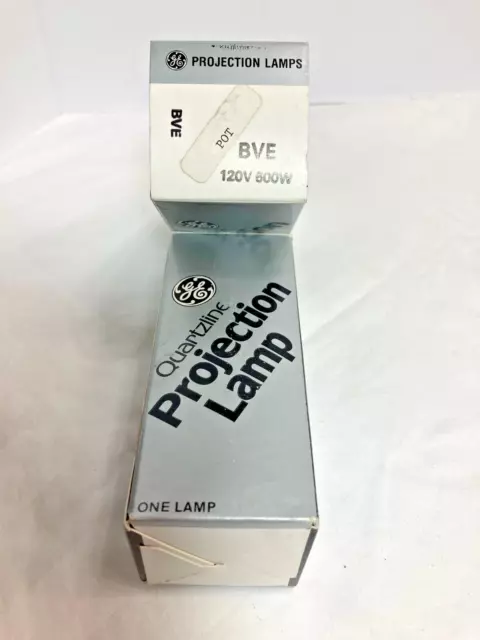 GE PROJECTION LAMPS
BVE
POT
BVE
120V 600W
GE
Quartzline
Projection
Lamp
ONE LAMP